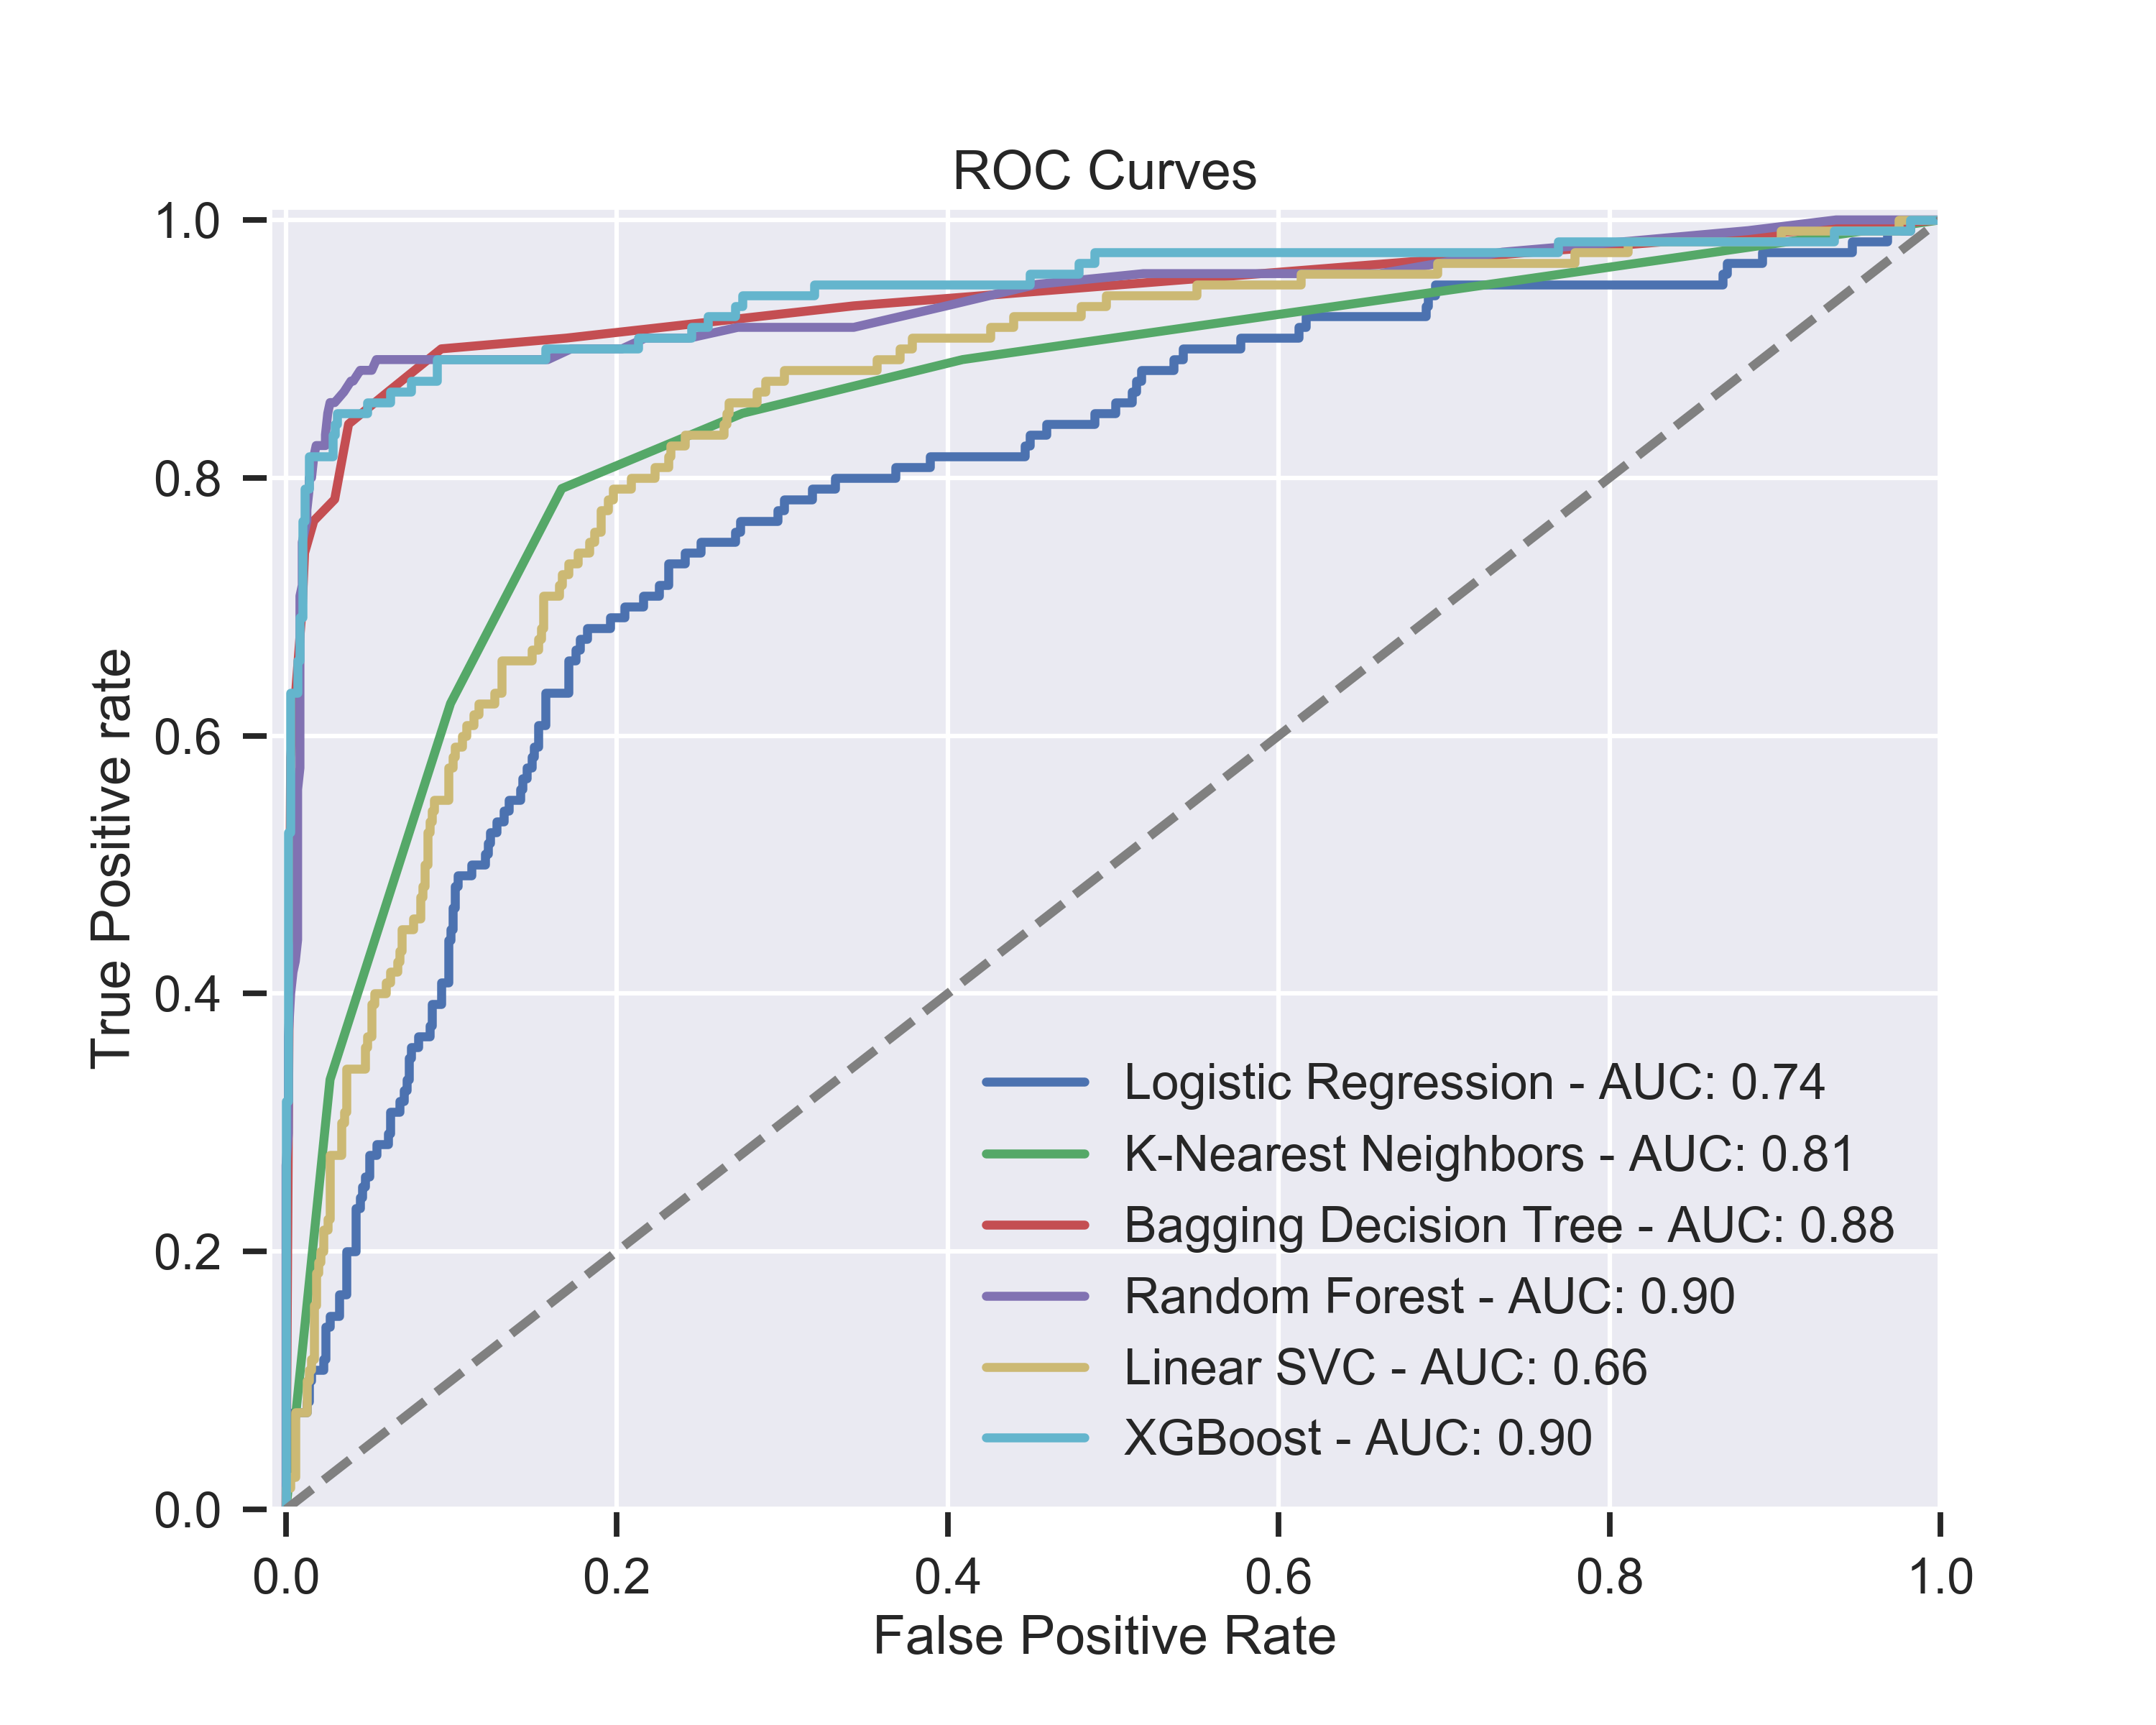 ROC Curves
1.0
0.8
0.6
0.4
0.2
0.0
True Positive rate
Logistic Regression - AUC: 0.74
K-Nearest Neighbors - AUC: 0.81
Bagging Decision Tree - AUC: 0.88
Random Forest - AUC: 0.90
Linear SVC - AUC: 0.66
XGBoost - AUC: 0.90
0.0 0.2 0.4 0.6 0.8 1.0
False Positive Rate